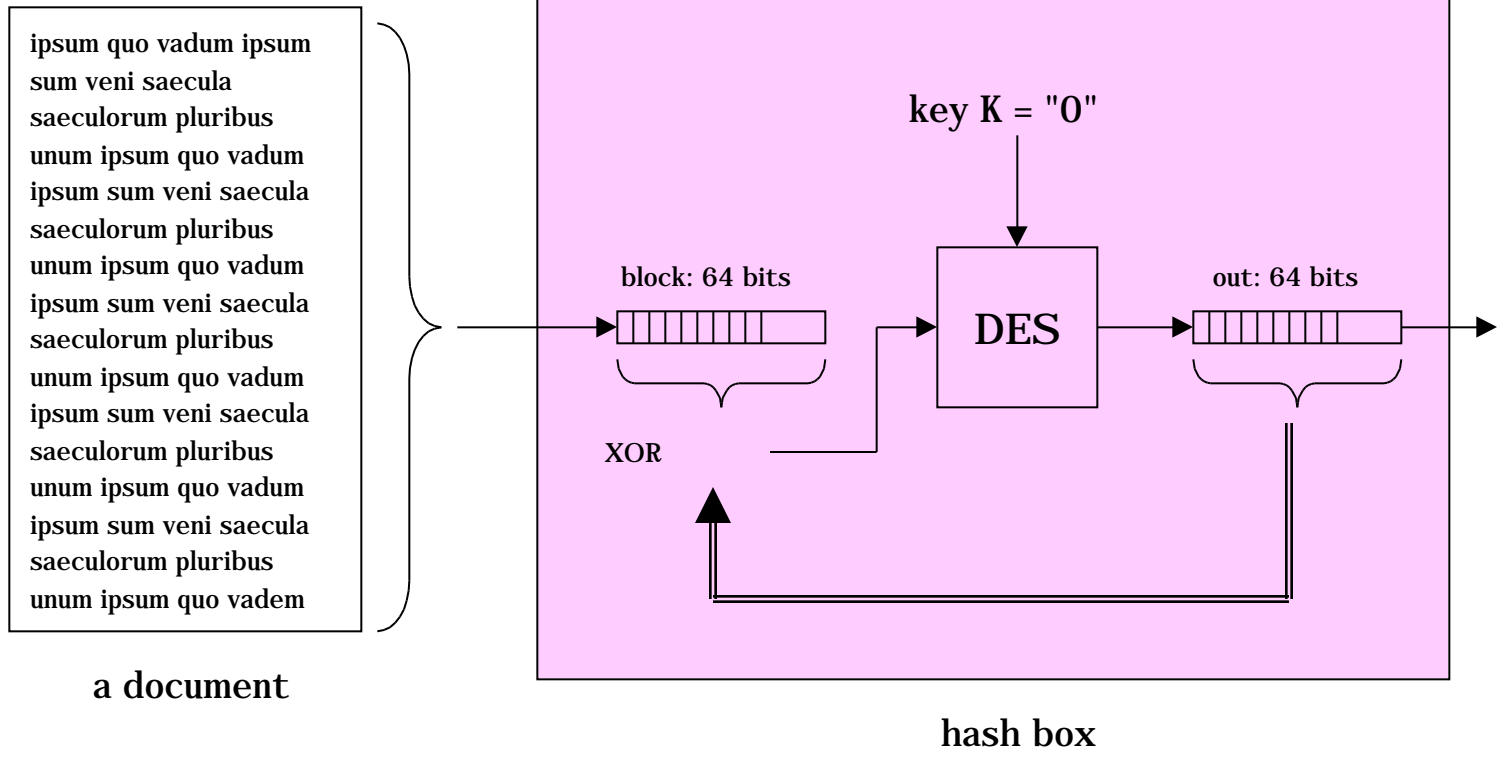 ipsum quo vadum ipsum
sum veni saecula
saeculorum pluribus
unum ipsum quo vadum
ipsum sum veni saecula
saeculorum pluribus
unum ipsum quo vadum
ipsum sum veni saecula
saeculorum pluribus
unum ipsum quo vadum
ipsum sum veni saecula
saeculorum pluribus
unum ipsum quo vadum
ipsum sum veni saecula
saeculorum pluribus
unum ipsum quo vadem
a document
key K = "0"
block: 64 bits
DES
out: 64 bits
XOR
hash box